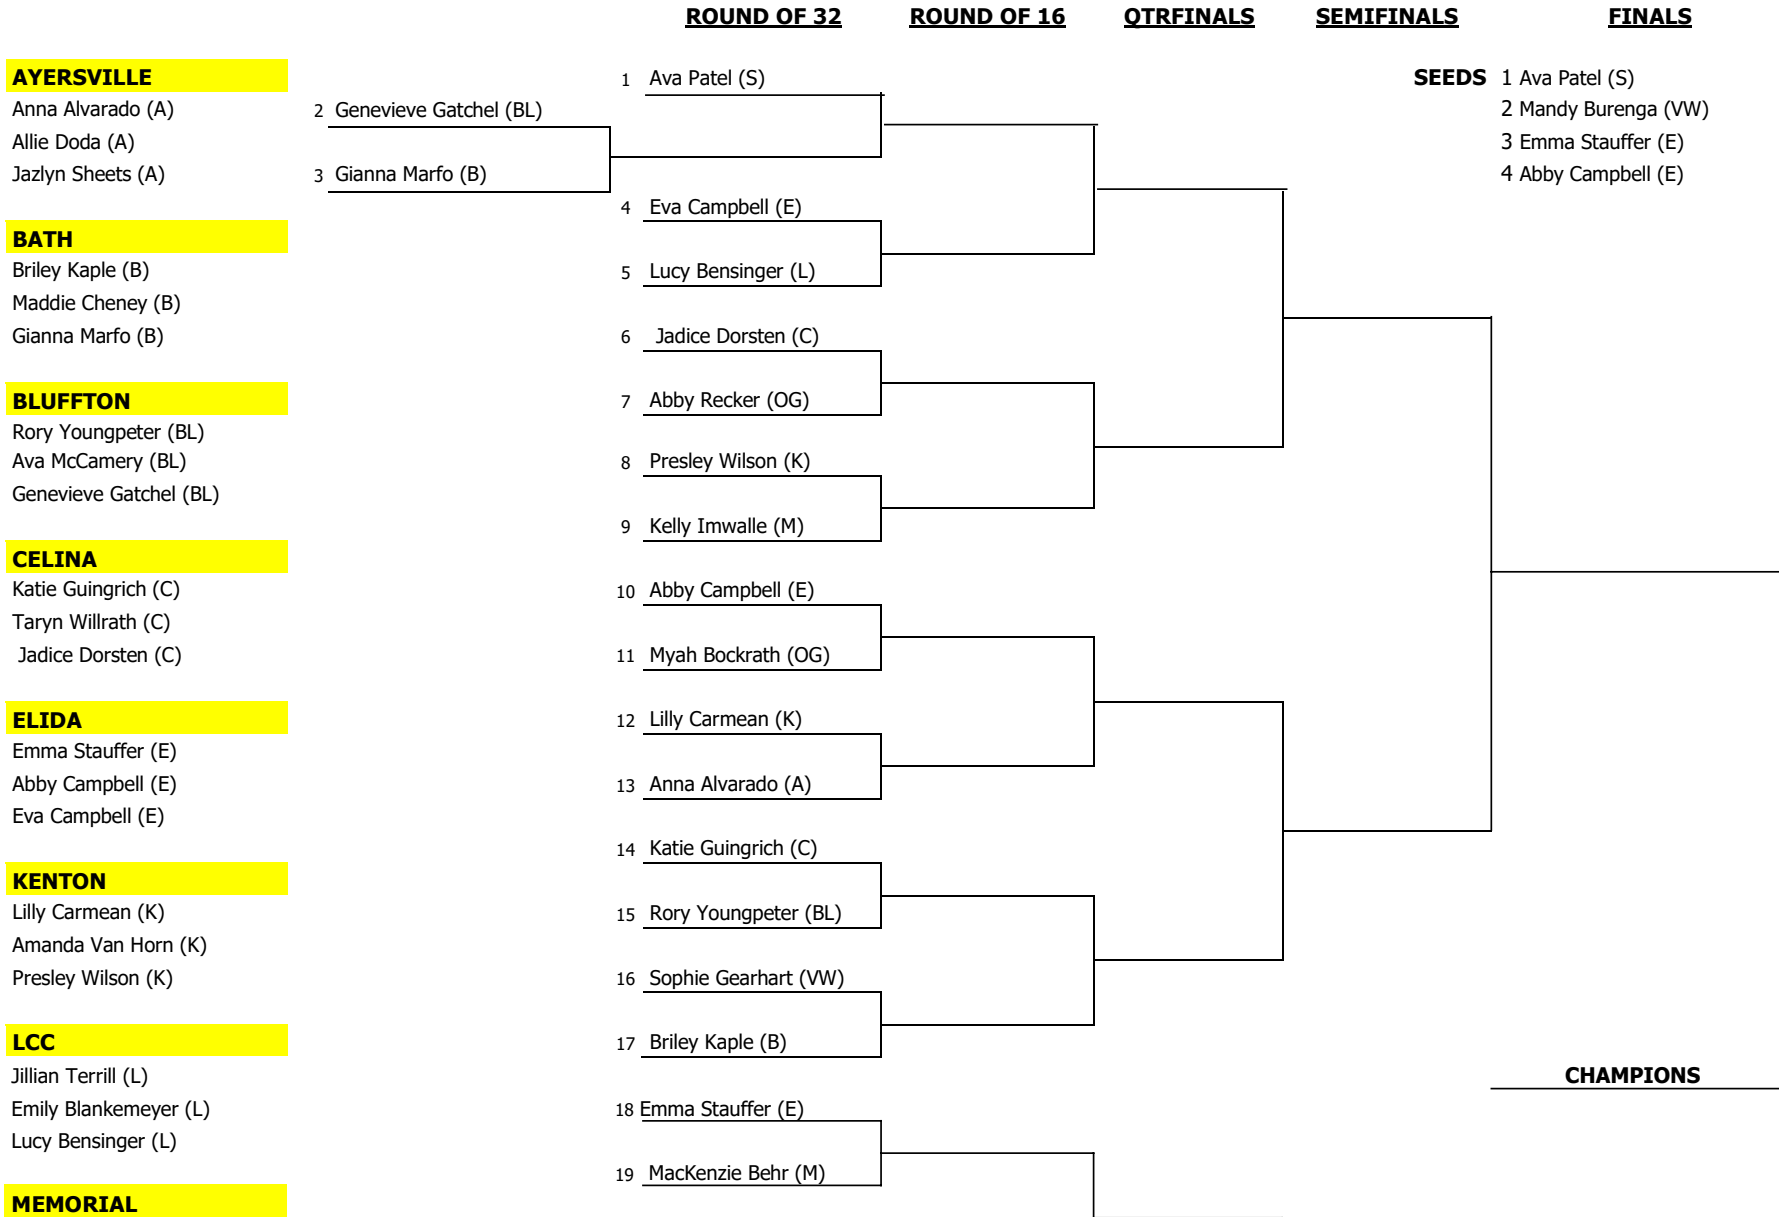 ROUND OF 32 ROUND OF 16 QTRFINALS SEMIFINALS FINALS
AYERSVILLE
Anna Alvarado (A)
Allie Doda (A)
Jazlyn Sheets (A)
BATH
Briley Kaple (B)
Maddie Cheney (B)
Gianna Marfo (B)
BLUFFTON
Rory Youngpeter (BL)
Ava McCamery (BL)
Genevieve Gatchel (BL)
CELINA
Katie Guingrich (C)
Taryn Willrath (C)
Jadice Dorsten (C)
ELIDA
Emma Stauffer (E)
Abby Campbell (E)
Eva Campbell (E)
KENTON
Lilly Carmean (K)
Amanda Van Horn (K)
Presley Wilson (K)
LCC
Jillian Terrill (L)
Emily Blankemeyer (L)
Lucy Bensinger (L)
MEMORIAL
2 Genevieve Gatchel (BL)
3 Gianna Marfo (B)
1 Ava Patel (S)
4 Eva Campbell (E)
5 Lucy Bensinger (L)
6 Jadice Dorsten (C)
7 Abby Recker (OG)
8 Presley Wilson (K)
9 Kelly Imwalle (M)
10 Abby Campbell (E)
11 Myah Bockrath (OG)
12 Lilly Carmean (K)
13 Anna Alvarado (A)
14 Katie Guingrich (C)
15 Rory Youngpeter (BL)
16 Sophie Gearhart (VW)
17 Briley Kaple (B)
18 Emma Stauffer (E)
19 MacKenzie Behr (M)
SEEDS 1 Ava Patel (S)
2 Mandy Burenga (VW)
3 Emma Stauffer (E)
4 Abby Campbell (E)
CHAMPIONS